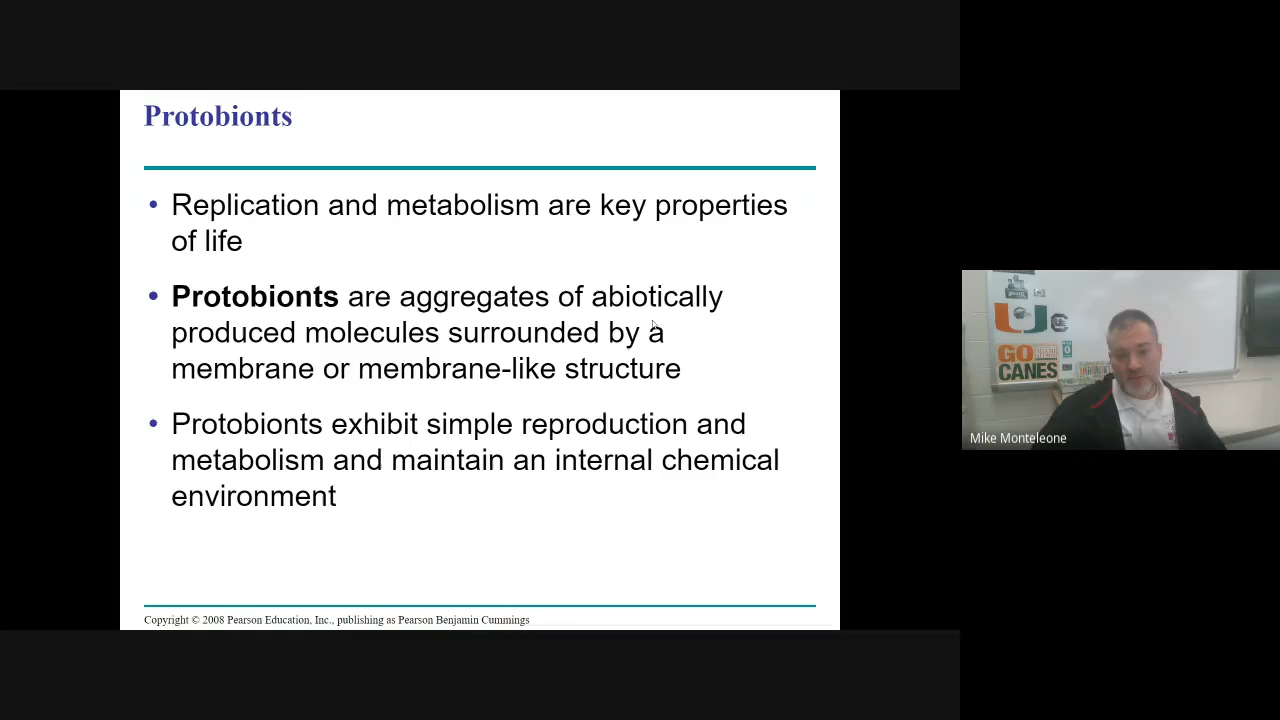 Protobionts
• Replication and metabolism are key properties
of life
• Protobionts are aggregates of abiotically
produced molecules surrounded by a
membrane or membrane-like structure
• Protobionts exhibit simple reproduction and
metabolism and maintain an internal chemical
environment
Copyright © 2008 Pearson Education, Inc., publishing as Pearson Benjamin Cummings
GO
CANES
Mike Monteleone